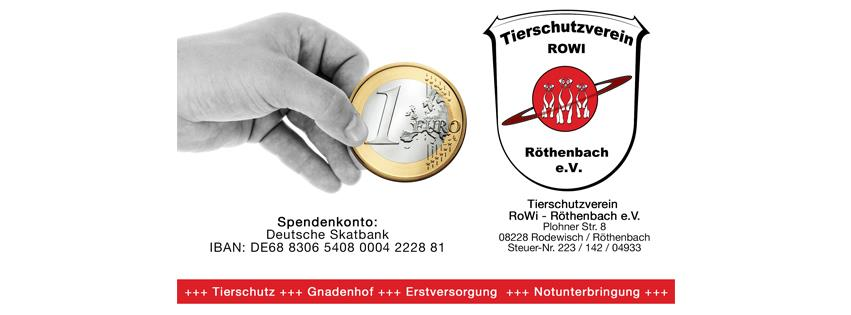 1
EURO
Spendenkonto:
Deutsche Skatbank
IBAN: DE68 8306 5408 0004 2228 81
Tierschutzverein
ROWI
Röthenbach
e.V.
Tierschutzverein
RoWi - Röthenbach e.V.
Plohner Str. 8
08228 Rodewisch / Röthenbach
Steuer-Nr. 223 / 142 / 04933
+++ Tierschutz +++ Gnadenhof +++ Erstversorgung +++ Notunterbringung +++